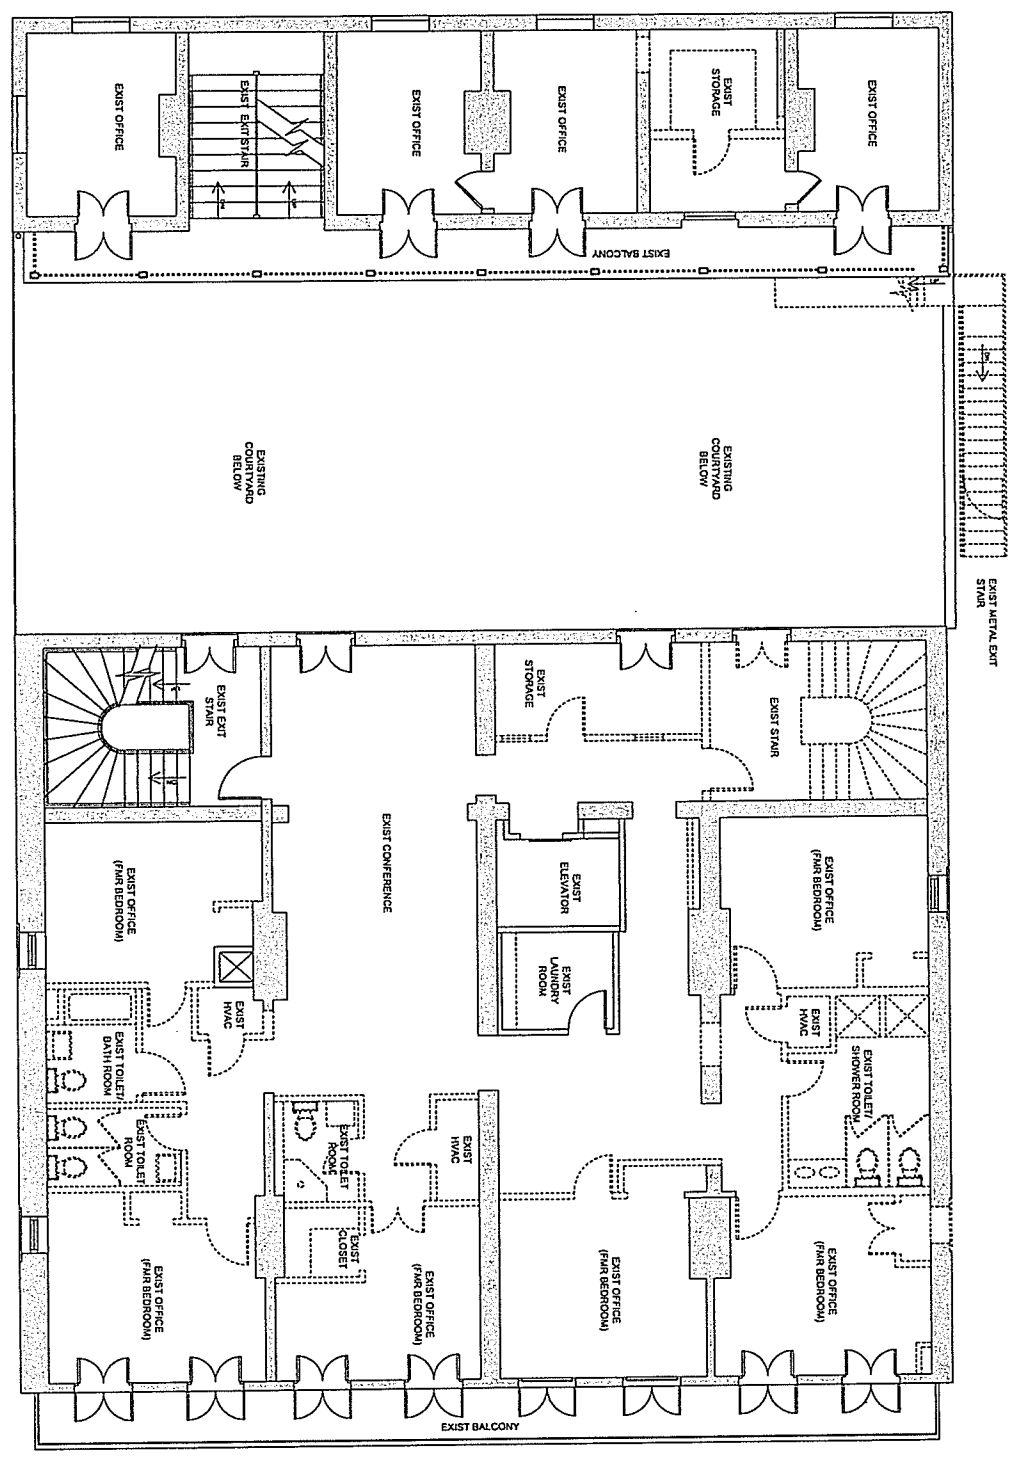 EXIST OFFICE
EXIST EXIT STAIR
DN
UP
EXIST OFFICE
EXIST OFFICE
EXIST
STORAGE
EXIST OFFICE
EXIST BALCONY
DN
EXISTING
COURTYARD
BELOW
EXISTING
COURTYARD
BELOW
EXIST METAL EXIT
STAIR
EXIST EXIT
STAIR
EXIST
STORAGE
EXIST STAIR
EXIST CONFERENCE
EXIST OFFICE
(FMR BEDROOM)
EXIST
ELEVATOR
EXIST OFFICE
(FMR BEDROOM)
EXIST
LAUNDRY
ROOM
EXIST
HVAC
EXIST
HVAC
EXIST TOILET/
BATH ROOM
EXIST TOILET/
SHOWER ROOM
EXIST TOILET
ROOM
EXIST TOILET
ROOM
EXIST
HVAC
EXIST
CLOSET
EXIST OFFICE
(FMR BEDROOM)
EXIST OFFICE
(FMR BEDROOM)
EXIST OFFICE
(FMR BEDROOM)
EXIST OFFICE
(FMR BEDROOM)
EXIST BALCONY